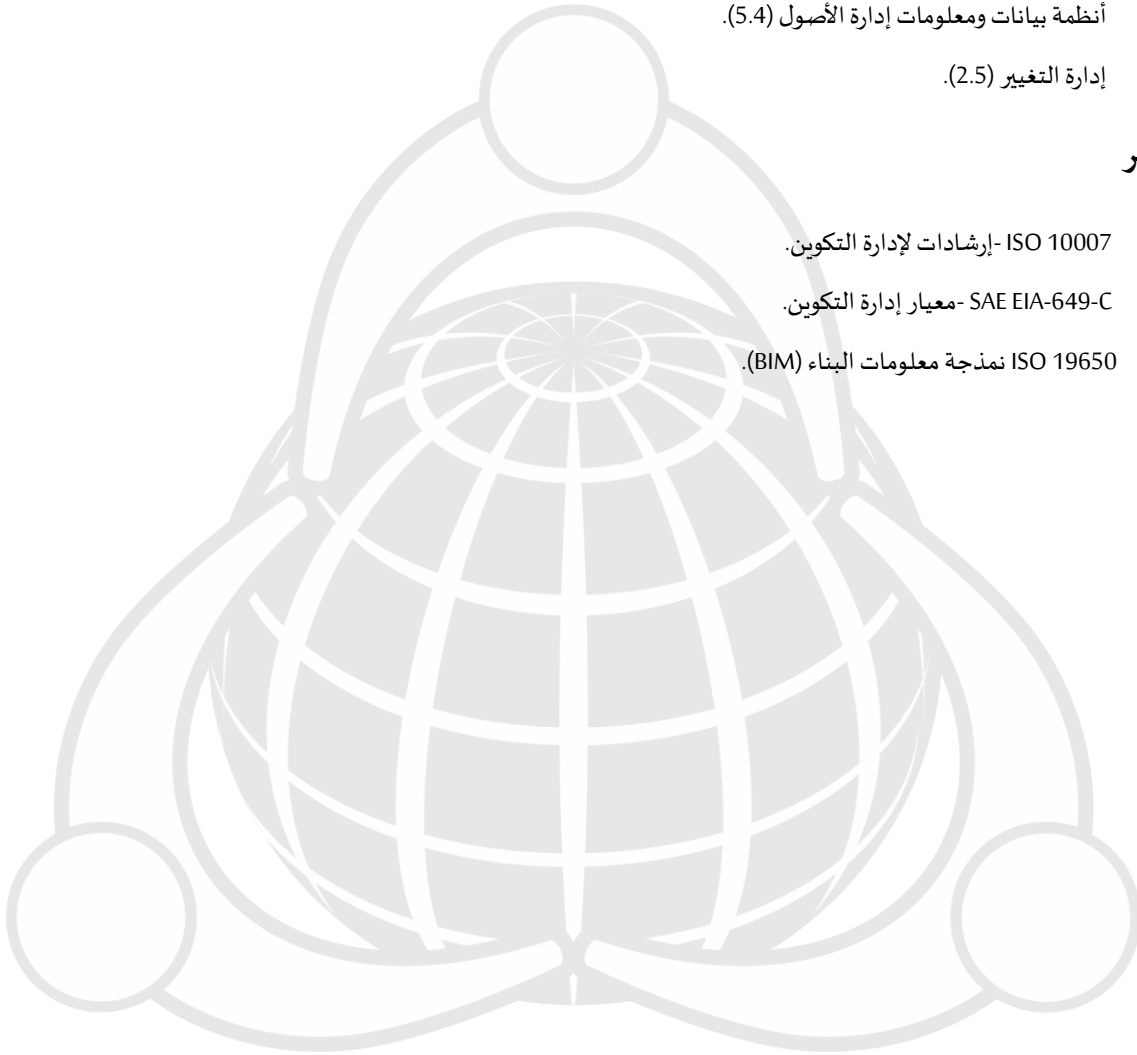 أنظمة بيانات ومعلومات إدارة الأصول (5.4).
إدارة التغيير (2.5).
ISO 10007 -إرشادات لإدارة التكوين.
SAE EIA-649-C -معيار إدارة التكوين.
ISO 19650 نمذجة معلومات البناء (BIM).